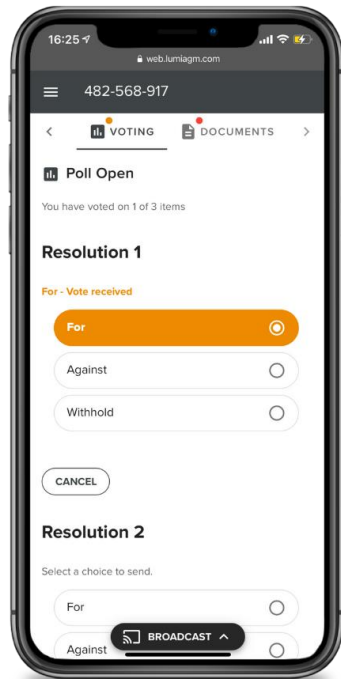 16:25
web.lumiagm.com
482-568-917
VOTING
DOCUMENTS
Poll Open
You have voted on 1 of 3 items
Resolution 1
For - Vote received
For
Against
Withhold
CANCEL
Resolution 2
Select a choice to send.
For
BROADCAST
Against